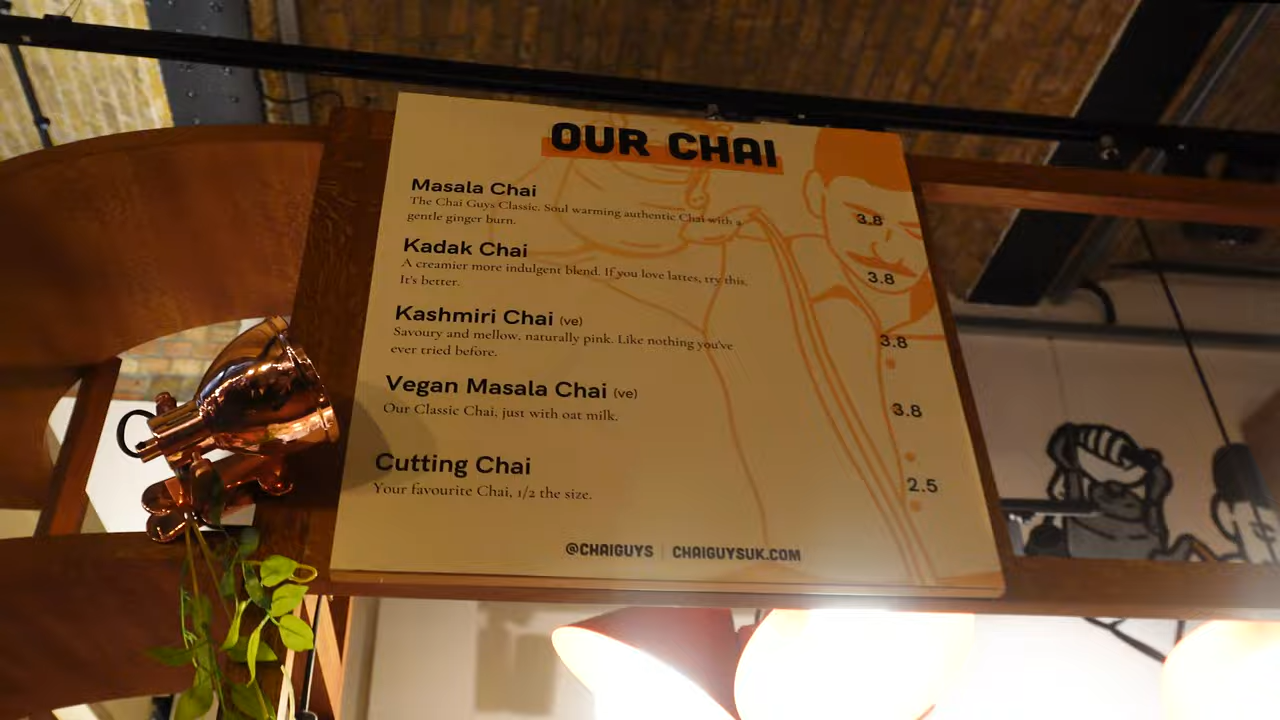 OUR CHAI
Masala Chai 3.8
The Chai Guys Classic. Soul warming authentic Chai with a
gentle ginger burn.
Kadak Chai 3.8
A creamier more indulgent blend. If you love lattes, try this.
It's better.
Kashmiri Chai (ve) 3.8
Savoury and mellow, naturally pink. Like nothing you've
ever tried before.
Vegan Masala Chai (ve) 3.8
Our Classic Chai, just with oat milk.
Cutting Chai 2.5
Your favourite Chai, 1/2 the size.
@CHAIGUYS | CHAIGUYSUK.COM